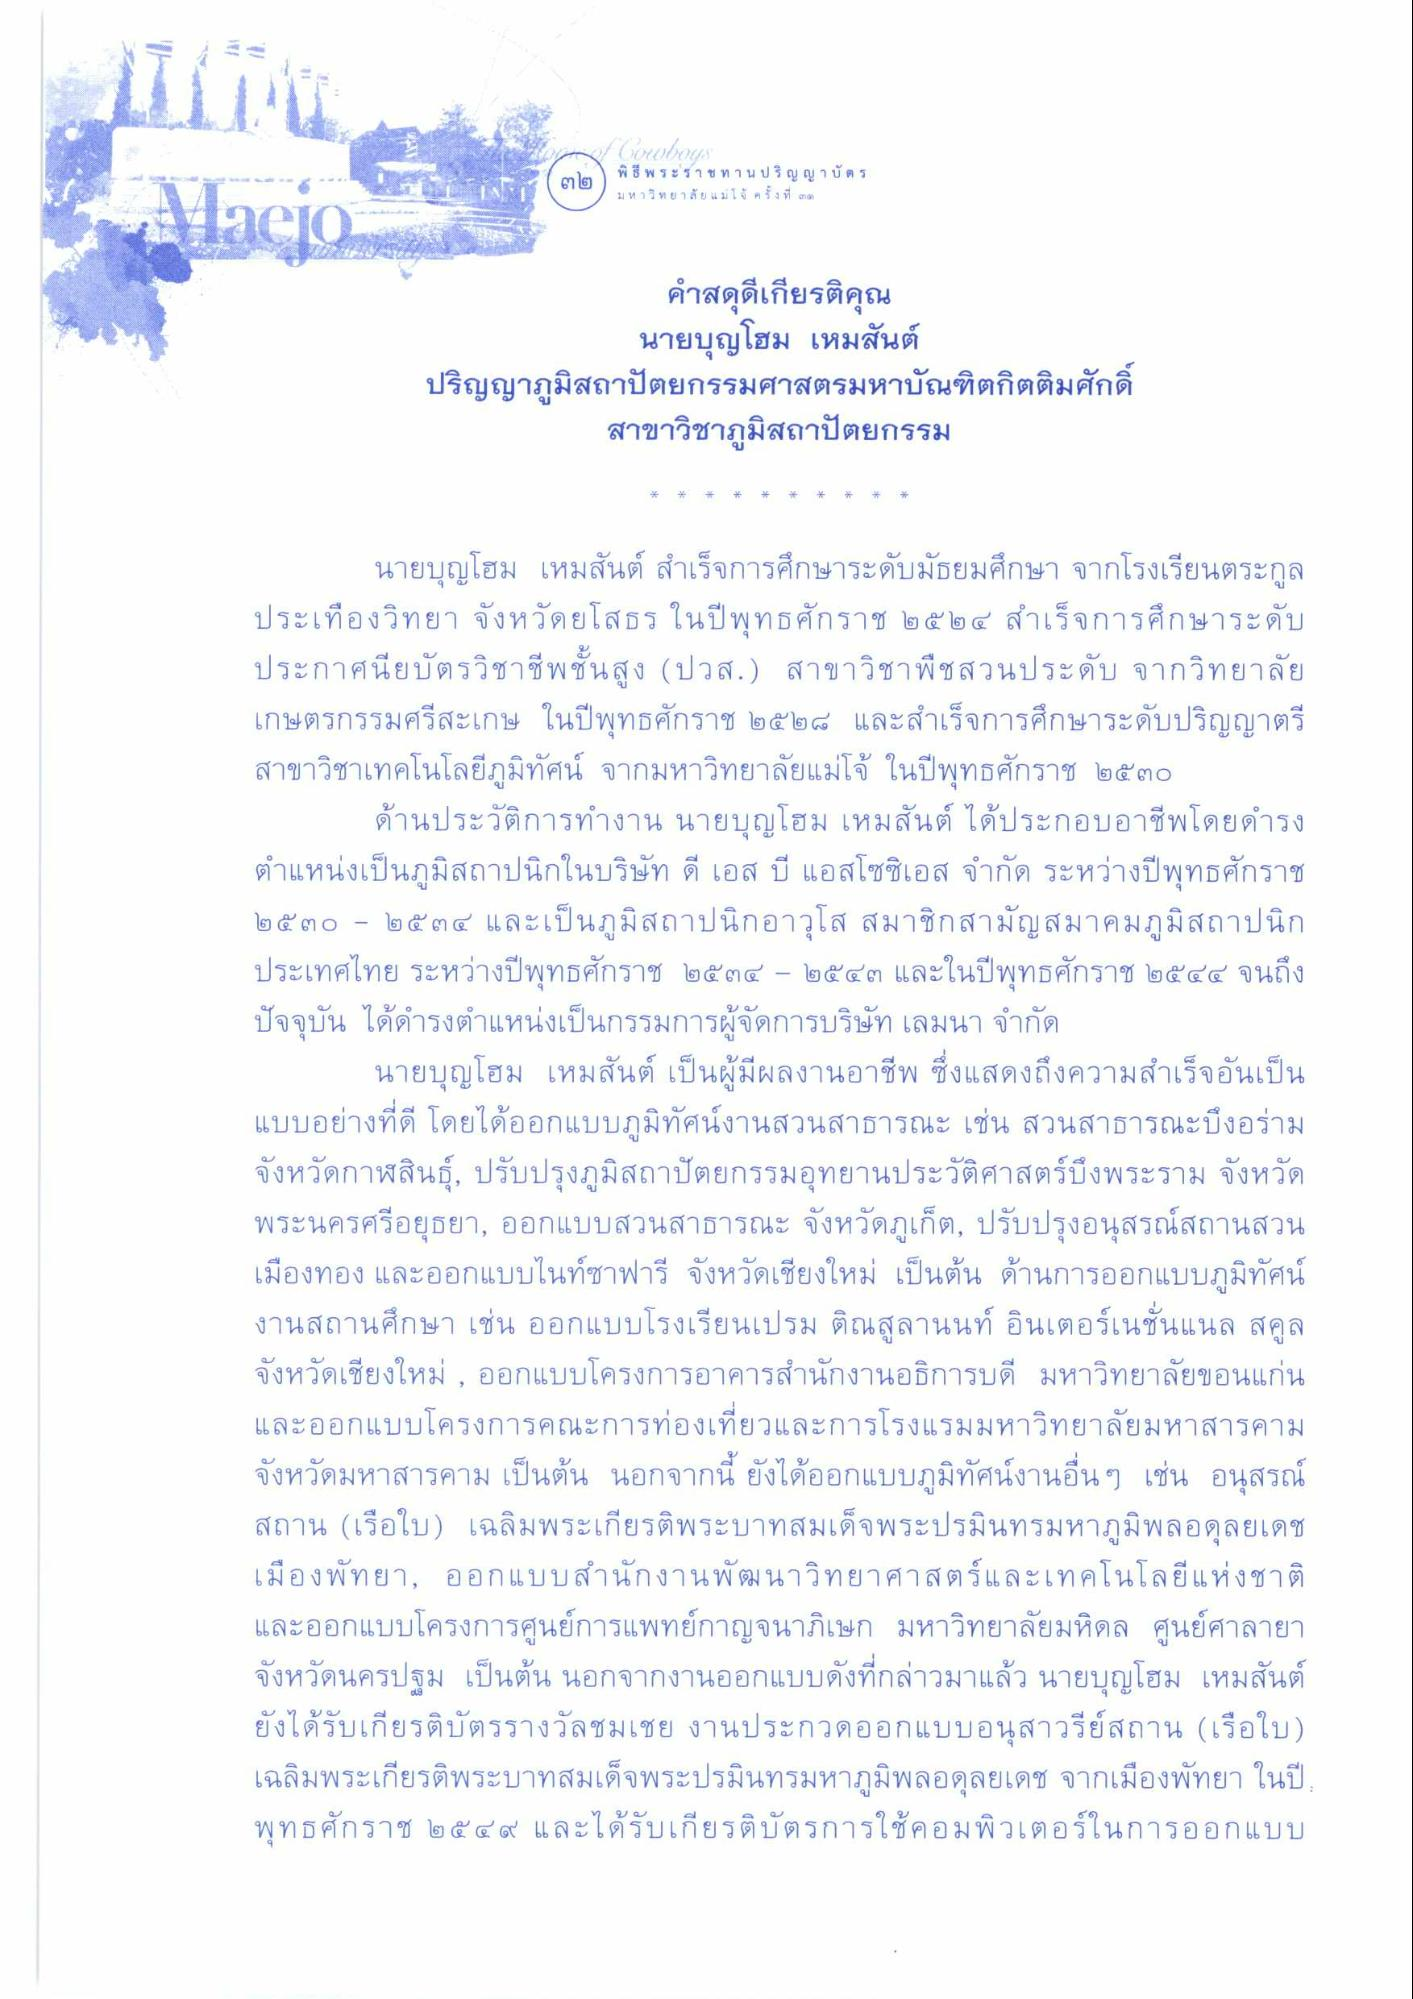 of Cowboys
๓๒
พิธีพระราชทานปริญญาบัตร
มหาวิทยาลัยแม่โจ้ ครั้งที่ ๓๑
Maejo
คำสดุดีเกียรติคุณ
นายบุญโฮม เหมสันต์
ปริญญาภูมิสถาปัตยกรรมศาสตรมหาบัณฑิตกิตติมศักดิ์
สาขาวิชาภูมิสถาปัตยกรรม
* * * * * * * * * *
นายบุญโฮม เหมสันต์ สำเร็จการศึกษาระดับมัธยมศึกษา จากโรงเรียนตระกูล
ประเทืองวิทยา จังหวัดยโสธร ในปีพุทธศักราช ๒๕๒๔ สำเร็จการศึกษาระดับ
ประกาศนียบัตรวิชาชีพชั้นสูง (ปวส.) สาขาวิชาพืชสวนประดับ จากวิทยาลัย
เกษตรกรรมศรีสะเกษ ในปีพุทธศักราช ๒๕๒๘ และสำเร็จการศึกษาระดับปริญญาตรี
สาขาวิชาเทคโนโลยีภูมิทัศน์ จากมหาวิทยาลัยแม่โจ้ ในปีพุทธศักราช ๒๕๓๐
ด้านประวัติการทำงาน นายบุญโฮม เหมสันต์ ได้ประกอบอาชีพโดยดำรง
ตำแหน่งเป็นภูมิสถาปนิกในบริษัท ดี เอส บี แอสโซซิเอส จำกัด ระหว่างปีพุทธศักราช
๒๕๓๐ - ๒๕๓๔ และเป็นภูมิสถาปนิกอาวุโส สมาชิกสามัญสมาคมภูมิสถาปนิก
ประเทศไทย ระหว่างปีพุทธศักราช ๒๕๓๔ - ๒๕๔๓ และในปีพุทธศักราช ๒๕๔๔ จนถึง
ปัจจุบัน ได้ดำรงตำแหน่งเป็นกรรมการผู้จัดการบริษัท เลมนา จำกัด
นายบุญโฮม เหมสันต์ เป็นผู้มีผลงานอาชีพ ซึ่งแสดงถึงความสำเร็จอันเป็น
แบบอย่างที่ดี โดยได้ออกแบบภูมิทัศน์งานสวนสาธารณะ เช่น สวนสาธารณะบึงอร่าม
จังหวัดกาฬสินธุ์, ปรับปรุงภูมิสถาปัตยกรรมอุทยานประวัติศาสตร์บึงพระราม จังหวัด
พระนครศรีอยุธยา, ออกแบบสวนสาธารณะ จังหวัดภูเก็ต, ปรับปรุงอนุสรณ์สถานสวน
เมืองทอง และออกแบบไนท์ซาฟารี จังหวัดเชียงใหม่ เป็นต้น ด้านการออกแบบภูมิทัศน์
งานสถานศึกษา เช่น ออกแบบโรงเรียนเปรม ติณสูลานนท์ อินเตอร์เนชั่นแนล สคูล
จังหวัดเชียงใหม่ , ออกแบบโครงการอาคารสำนักงานอธิการบดี มหาวิทยาลัยขอนแก่น
และออกแบบโครงการคณะการท่องเที่ยวและการโรงแรมมหาวิทยาลัยมหาสารคาม
จังหวัดมหาสารคาม เป็นต้น นอกจากนี้ ยังได้ออกแบบภูมิทัศน์งานอื่นๆ เช่น อนุสรณ์
สถาน (เรือใบ) เฉลิมพระเกียรติพระบาทสมเด็จพระปรมินทรมหาภูมิพลอดุลยเดช
เมืองพัทยา, ออกแบบสำนักงานพัฒนาวิทยาศาสตร์และเทคโนโลยีแห่งชาติ
และออกแบบโครงการศูนย์การแพทย์กาญจนาภิเษก มหาวิทยาลัยมหิดล ศูนย์ศาลายา
จังหวัดนครปฐม เป็นต้น นอกจากงานออกแบบดังที่กล่าวมาแล้ว นายบุญโฮม เหมสันต์
ยังได้รับเกียรติบัตรรางวัลชมเชย งานประกวดออกแบบอนุสาวรีย์สถาน (เรือใบ)
เฉลิมพระเกียรติพระบาทสมเด็จพระปรมินทรมหาภูมิพลอดุลยเดช จากเมืองพัทยา ในปี
พุทธศักราช ๒๕๔๙ และได้รับเกียรติบัตรการใช้คอมพิวเตอร์ในการออกแบบ